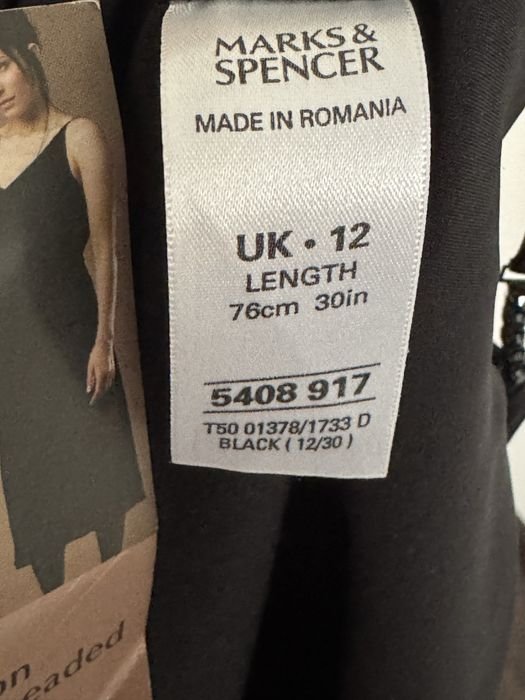 MARKS &
SPENCER
MADE IN ROMANIA
UK • 12
LENGTH
76cm 30in
5408 917
T50 01378/1733 D
BLACK ( 12/30 )
on
eaded